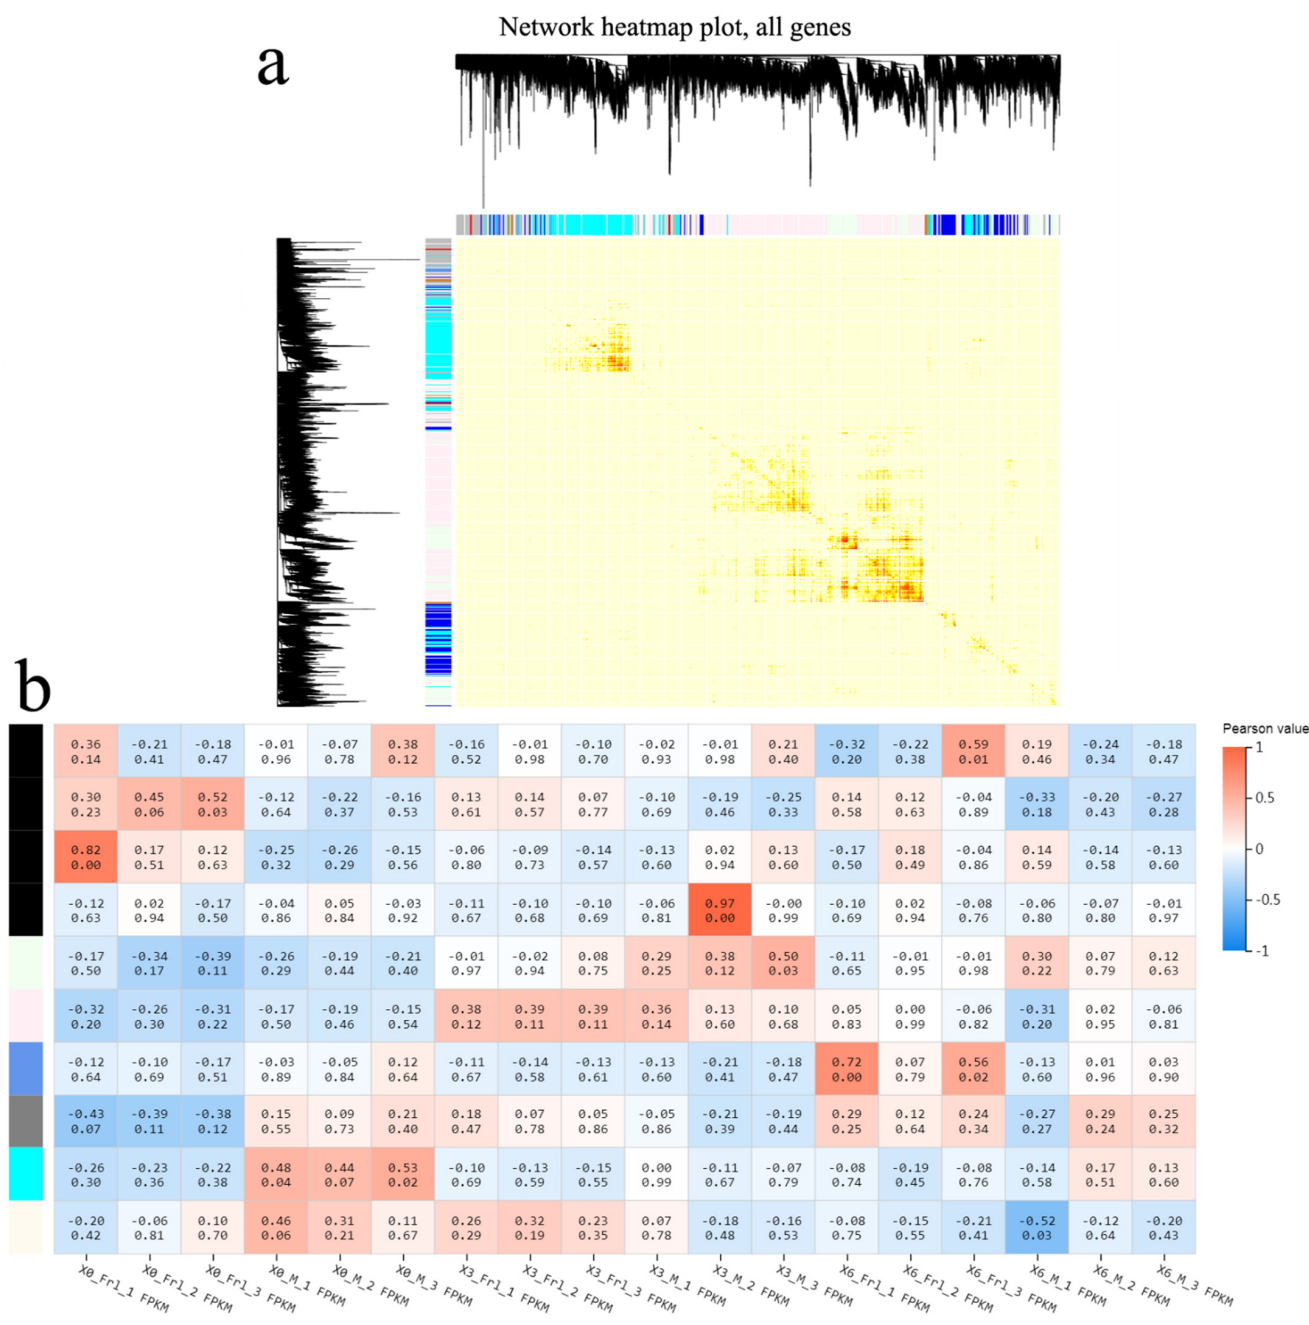 Network heatmap plot, all genes
a
b
0.36 -0.21 -0.18 -0.01 -0.07 0.38 -0.16 -0.01 -0.10 -0.02 -0.01 0.21 -0.32 -0.22 0.59 0.19 -0.24 -0.18
0.14 0.41 0.47 0.96 0.78 0.12 0.52 0.98 0.70 0.93 0.98 0.40 0.20 0.38 0.01 0.46 0.34 0.47
0.30 0.45 0.52 -0.12 -0.22 -0.16 0.13 0.14 0.07 -0.10 -0.19 -0.25 0.14 0.12 -0.04 -0.33 -0.20 -0.27
0.23 0.06 0.03 0.64 0.37 0.53 0.61 0.57 0.77 0.69 0.46 0.33 0.58 0.63 0.89 0.18 0.43 0.28
0.82 0.17 0.12 -0.25 -0.26 -0.15 -0.06 -0.09 -0.14 -0.13 0.02 0.13 -0.17 0.18 -0.04 0.14 -0.14 -0.13
0.00 0.51 0.63 0.32 0.29 0.56 0.80 0.73 0.57 0.60 0.94 0.60 0.50 0.49 0.86 0.59 0.58 0.60
-0.12 0.02 -0.17 -0.04 0.05 -0.03 -0.11 -0.10 -0.10 -0.06 0.97 -0.00 -0.10 0.02 -0.08 -0.06 -0.07 -0.01
0.63 0.94 0.50 0.86 0.84 0.92 0.67 0.68 0.69 0.81 0.00 0.99 0.69 0.94 0.76 0.80 0.80 0.97
-0.17 -0.34 -0.39 -0.26 -0.19 -0.21 -0.01 -0.02 0.08 0.29 0.38 0.50 -0.11 -0.01 -0.01 0.30 0.07 0.12
0.50 0.17 0.11 0.29 0.44 0.40 0.97 0.94 0.75 0.25 0.12 0.03 0.65 0.95 0.98 0.22 0.79 0.63
-0.32 -0.26 -0.31 -0.17 -0.19 -0.15 0.38 0.39 0.39 0.36 0.13 0.10 0.05 0.00 -0.06 -0.31 0.02 -0.06
0.20 0.30 0.22 0.50 0.46 0.54 0.12 0.11 0.11 0.14 0.60 0.68 0.83 0.99 0.82 0.20 0.95 0.81
-0.12 -0.10 -0.17 -0.03 -0.05 0.12 -0.11 -0.14 -0.13 -0.13 -0.21 -0.18 0.72 0.07 0.56 -0.13 0.01 0.03
0.64 0.69 0.51 0.89 0.84 0.64 0.67 0.58 0.61 0.60 0.41 0.47 0.00 0.79 0.02 0.60 0.96 0.90
-0.43 -0.39 -0.38 0.15 0.09 0.21 0.18 0.07 0.05 -0.05 -0.21 -0.19 0.29 0.12 0.24 -0.27 0.29 0.25
0.07 0.11 0.12 0.55 0.73 0.40 0.47 0.78 0.86 0.86 0.39 0.44 0.25 0.64 0.34 0.27 0.24 0.32
-0.26 -0.23 -0.22 0.48 0.44 0.53 -0.10 -0.13 -0.15 0.00 -0.11 -0.07 -0.08 -0.19 -0.08 -0.14 0.17 0.13
0.30 0.36 0.38 0.04 0.07 0.02 0.69 0.59 0.55 0.99 0.67 0.79 0.74 0.45 0.76 0.58 0.51 0.60
-0.20 -0.06 0.10 0.46 0.31 0.11 0.26 0.32 0.23 0.07 -0.18 -0.16 -0.08 -0.15 -0.21 -0.52 -0.12 -0.20
0.42 0.81 0.70 0.06 0.21 0.67 0.29 0.19 0.35 0.78 0.48 0.53 0.75 0.55 0.41 0.03 0.64 0.43
X0_Frl_1 FPKM
X0_Frl_2 FPKM
X0_Frl_3 FPKM
X0_M_1 FPKM
X0_M_2 FPKM
X0_M_3 FPKM
X3_Frl_1 FPKM
X3_Frl_2 FPKM
X3_Frl_3 FPKM
X3_M_1 FPKM
X3_M_2 FPKM
X3_M_3 FPKM
X6_Frl_1 FPKM
X6_Frl_2 FPKM
X6_Frl_3 FPKM
X6_M_1 FPKM
X6_M_2 FPKM
X6_M_3 FPKM
Pearson value
1
0.5
0
-0.5
-1